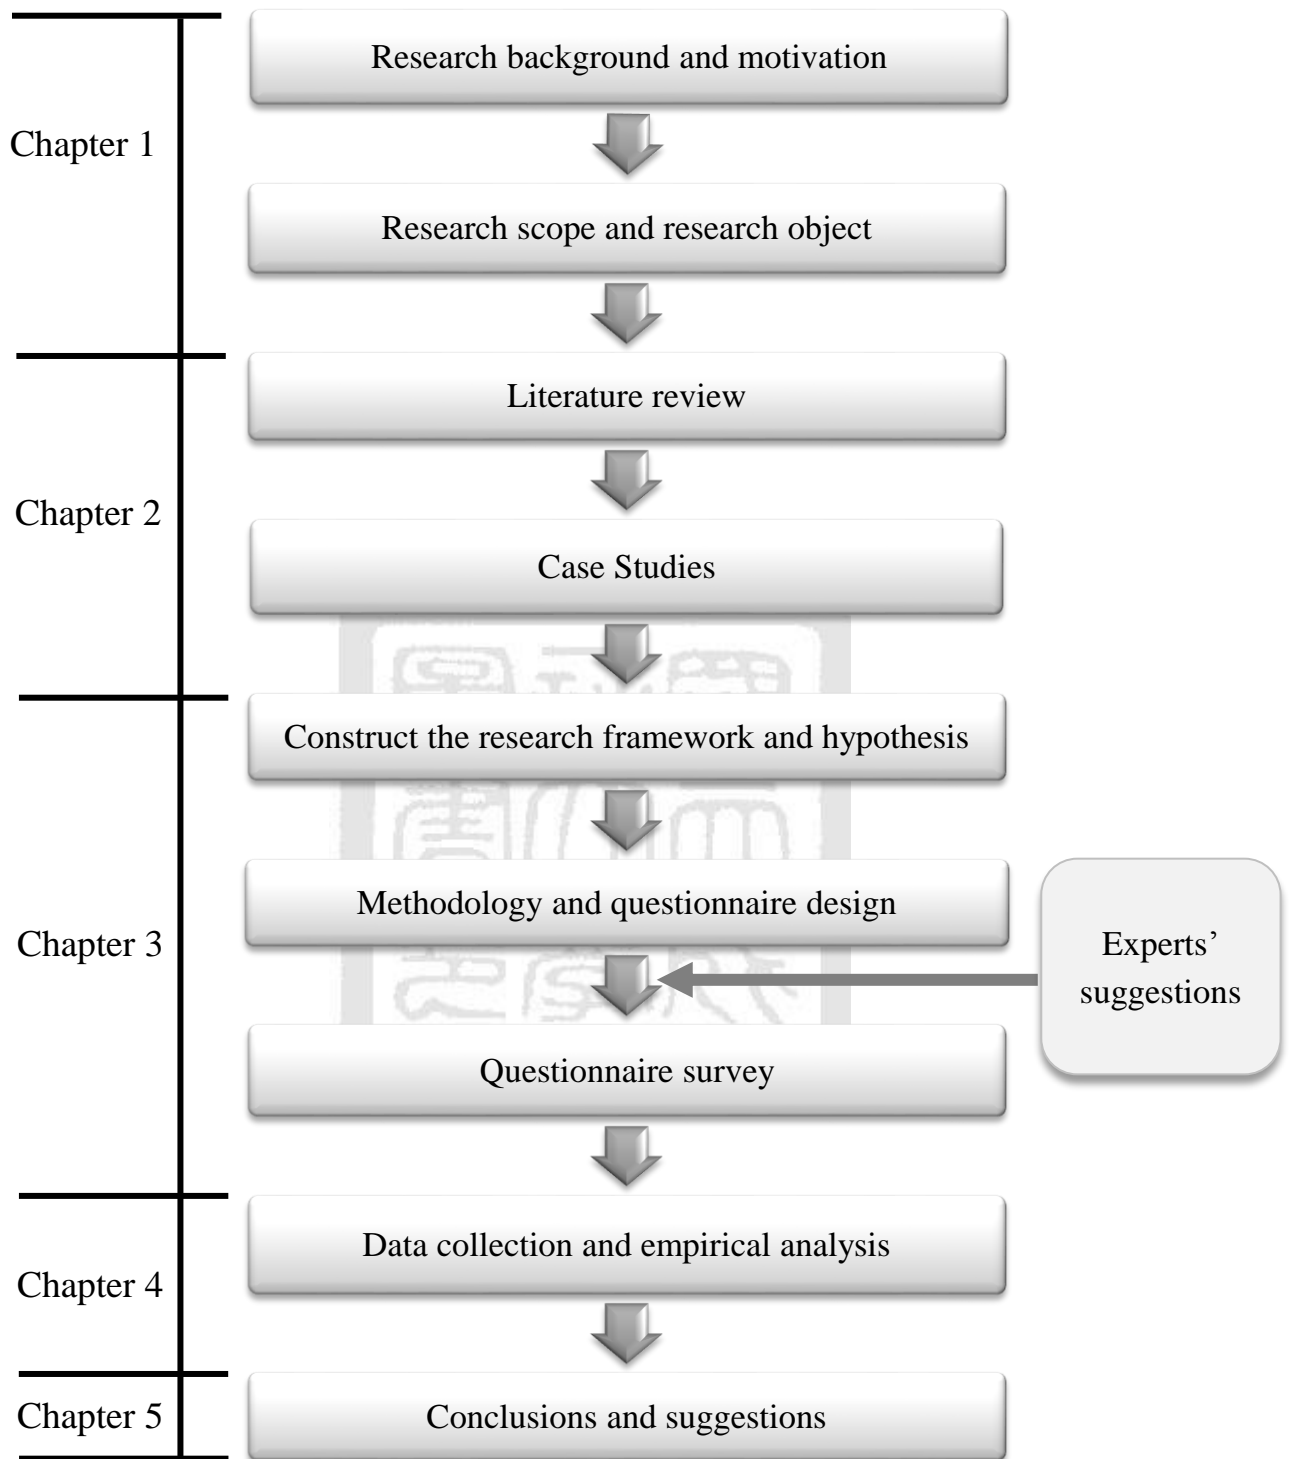 Research background and motivation
Chapter 1
Research scope and research object
Literature review
Chapter 2
Case Studies
Construct the research framework and hypothesis
Methodology and questionnaire design
Chapter 3
Experts’
suggestions
Questionnaire survey
Data collection and empirical analysis
Chapter 4
Conclusions and suggestions
Chapter 5